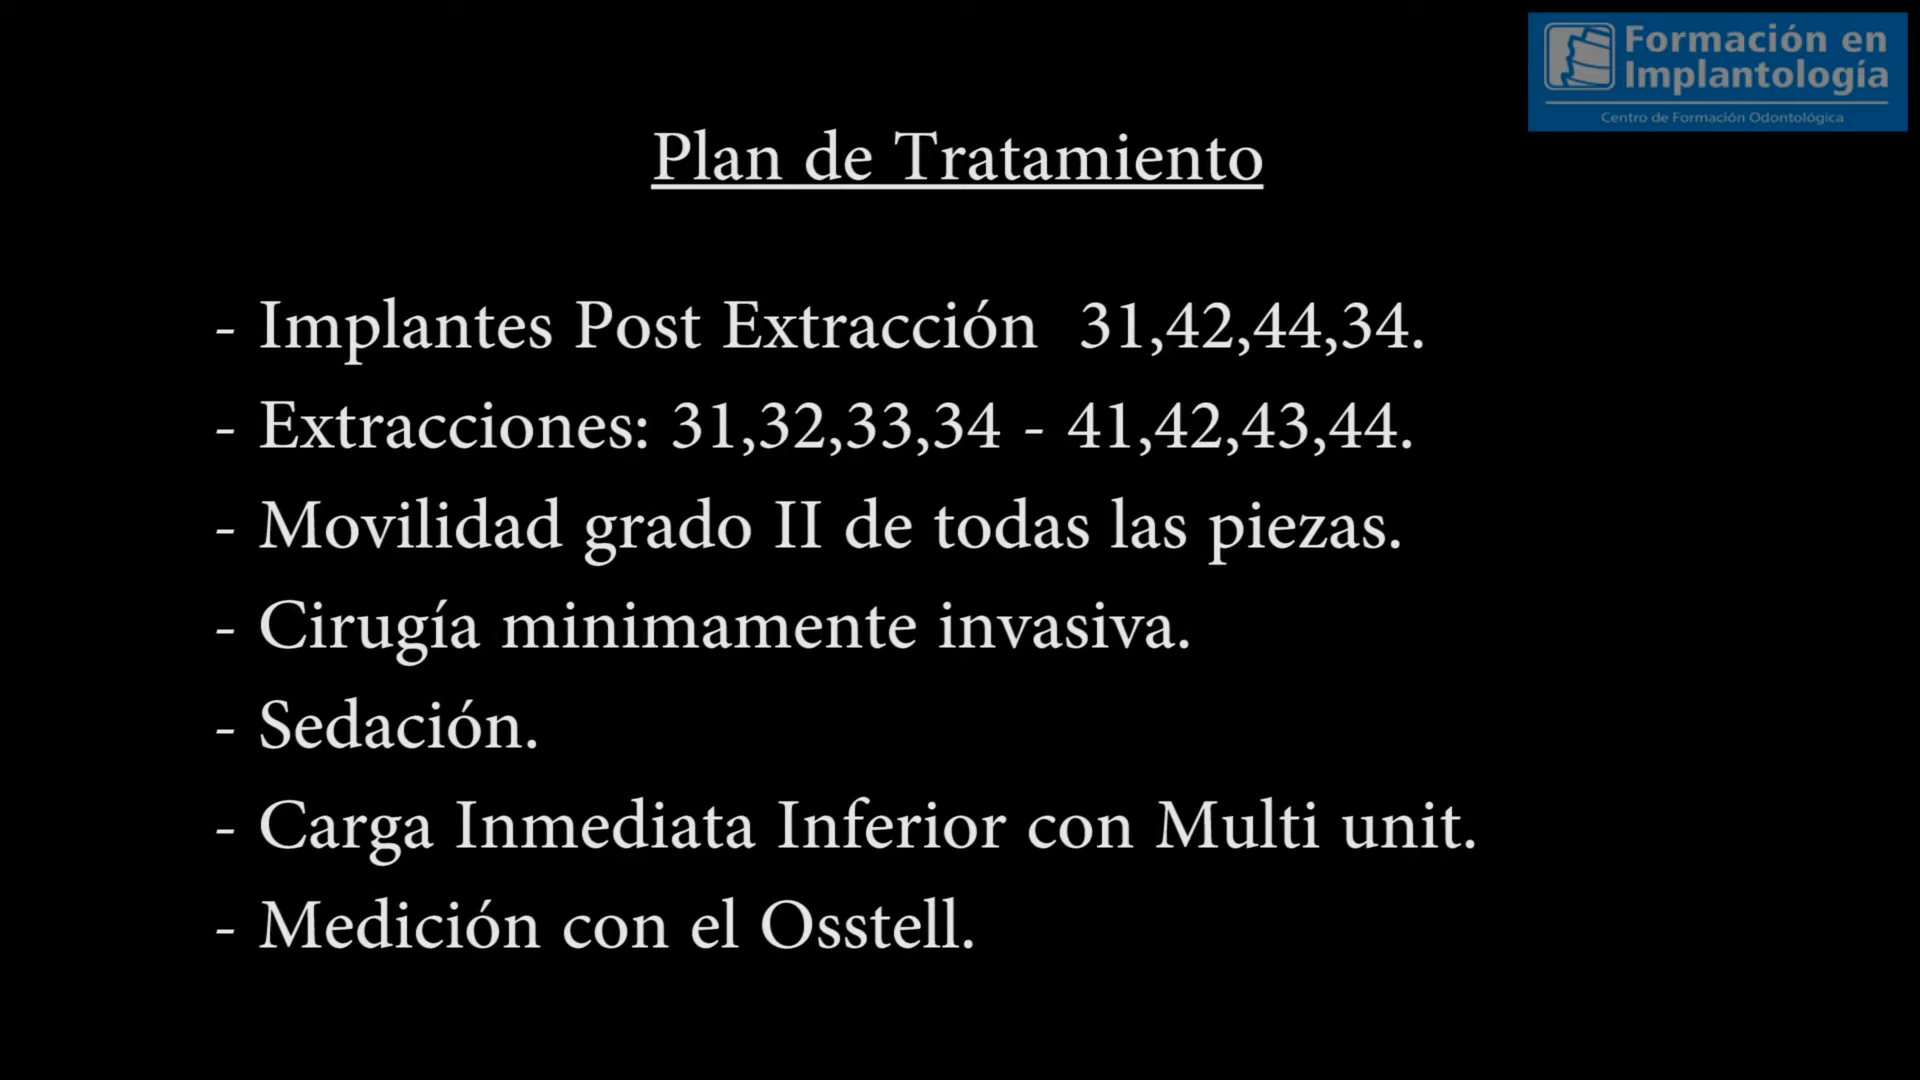 Formación en
Implantología
Centro de Formación Odontológica
Plan de Tratamiento
- Implantes Post Extracción 31,42,44,34.
- Extracciones: 31,32,33,34 - 41,42,43,44.
- Movilidad grado II de todas las piezas.
- Cirugía minimamente invasiva.
- Sedación.
- Carga Inmediata Inferior con Multi unit.
- Medición con el Osstell.